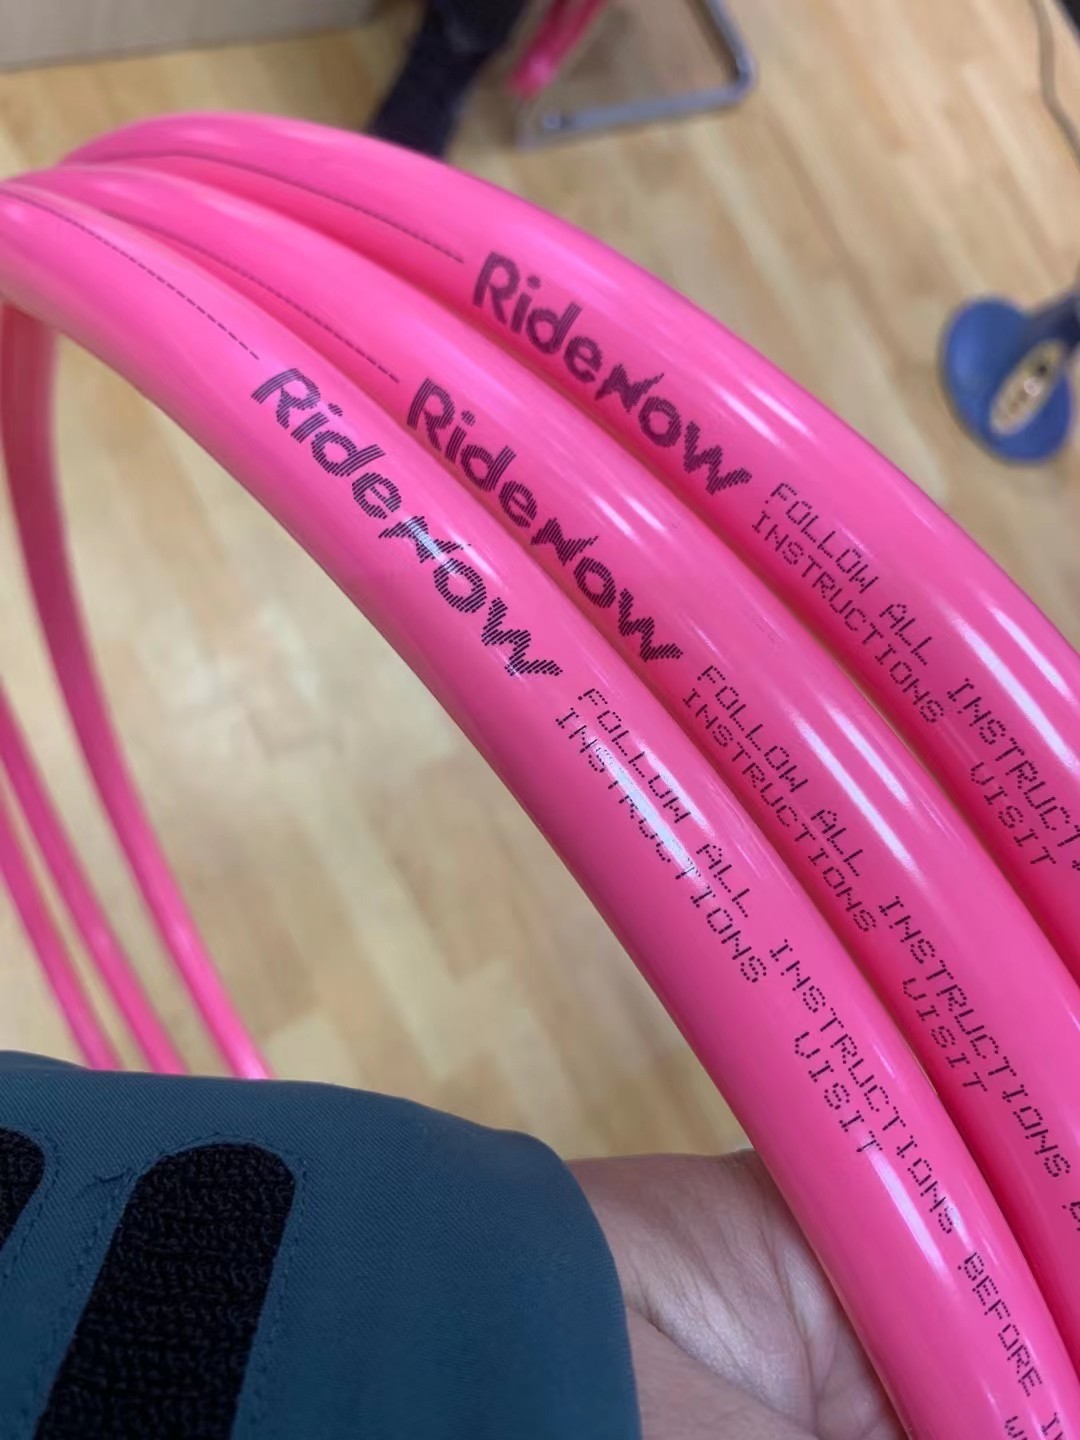 RideNOW
FOLLOW ALL
INSTRUCTIONS
INSTRUCT
VISIT
RideNOW
FOLLOW ALL
INSTRUCTIONS
INSTRUCTIONS
VISIT
RideNOW
FOLLOW ALL
INSTRUCTIONS
INSTRUCTIONS BEFORE
VISIT